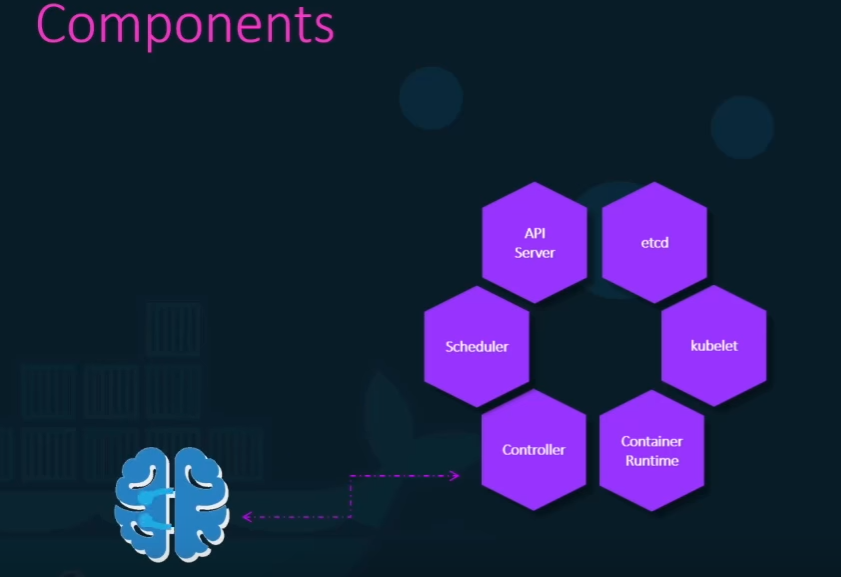 Components
API
Server
etcd
Scheduler
kubelet
Controller
Container
Runtime